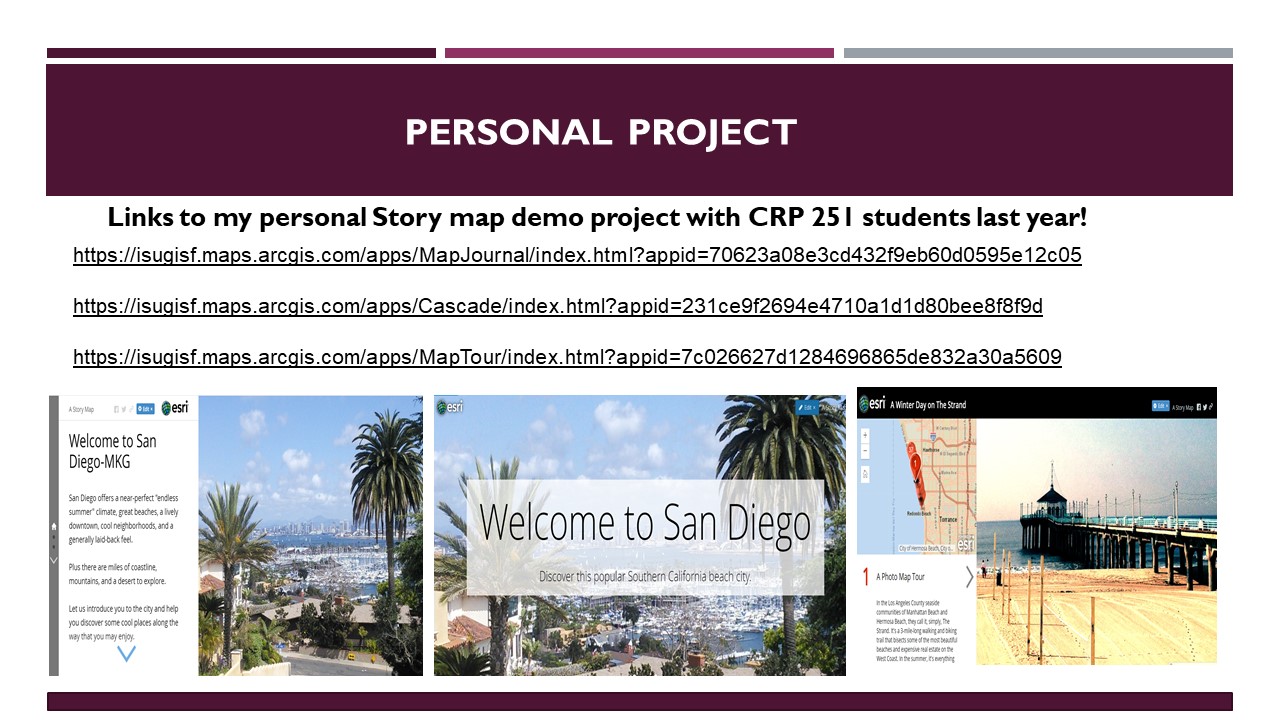 PERSONAL PROJECT
Links to my personal Story map demo project with CRP 251 students last year!
https://isugisf.maps.arcgis.com/apps/MapJournal/index.html?appid=70623a08e3cd432f9eb60d0595e12c05
https://isugisf.maps.arcgis.com/apps/Cascade/index.html?appid=231ce9f2694e4710a1d1d80bee8f8f9d
https://isugisf.maps.arcgis.com/apps/MapTour/index.html?appid=7c026627d1284696865de832a30a5609
A Story Map
Edit
esri
Welcome to San
Diego-MKG
San Diego offers a near-perfect "endless
summer" climate, great beaches, a lively
downtown, cool neighborhoods, and a
generally laid-back feel.
Plus there are miles of coastline,
mountains, and a desert to explore.
Let us introduce you to the city and help
you discover some cool places along the
way that you may enjoy.
esri
Edit
Welcome to San Diego
Discover this popular Southern California beach city.
esri A Winter Day on The Strand
Edit A Story Map
Hawthorne
Redondo Beach
Torrance
City of Hermosa Beach, City o...
esri
1 A Photo Map Tour
In the Los Angeles County seaside
communities of Manhattan Beach and
Hermosa Beach, they call it, simply, The
Strand. It's a 3-mile-long walking and biking
trail that bisects some of the most beautiful
beaches and expensive real estate on the
West Coast. In the summer, it's everything